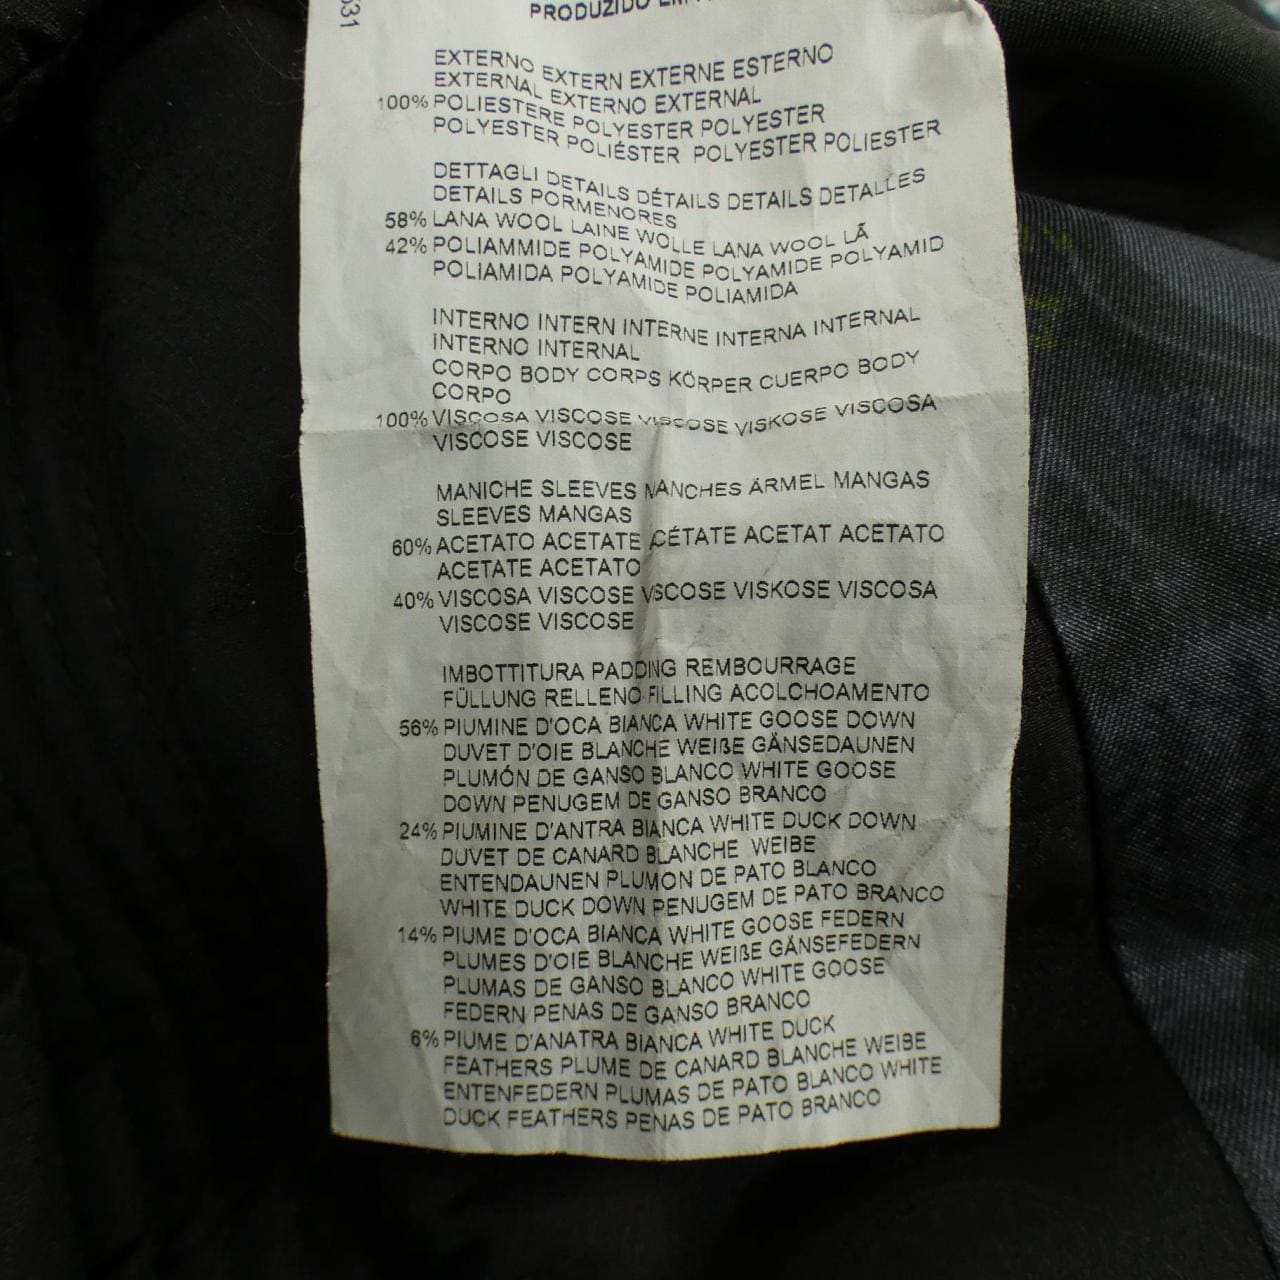 631
PRODUZIDO
EXTERNO EXTERN EXTERNE ESTERNO
EXTERNAL EXTERNO EXTERNAL
100% POLIESTERE POLYESTER POLYESTER
POLYESTER POLIÉSTER POLYESTER POLIESTER
DETTAGLI DETAILS DÉTAILS DETAILS DETALLES
DETAILS PORMENORES
58% LANA WOOL LAINE WOLLE LANA WOOL LÃ
42% POLIAMMIDE POLYAMIDE POLYAMIDE POLYAMID
POLIAMIDA POLYAMIDE POLIAMIDA
INTERNO INTERN INTERNE INTERNA INTERNAL
INTERNO INTERNAL
CORPO BODY CORPS KÖRPER CUERPO BODY
CORPO
100% VISCOSA VISCOSE VISCOSE VISKOSE VISCOSA
VISCOSE VISCOSE
MANICHE SLEEVES MANCHES ÄRMEL MANGAS
SLEEVES MANGAS
60% ACETATO ACETATE ACÉTATE ACETAT ACETATO
ACETATE ACETATO
40% VISCOSA VISCOSE VISCOSE VISKOSE VISCOSA
VISCOSE VISCOSE
IMBOTTITURA PADDING REMBOURRAGE
FÜLLUNG RELLENO FILLING ACOLCHOAMENTO
56% PIUMINE D'OCA BIANCA WHITE GOOSE DOWN
DUVET D'OIE BLANCHE WEIßE GÄNSEDAUNEN
PLUMÓN DE GANSO BLANCO WHITE GOOSE
DOWN PENUGEM DE GANSO BRANCO
24% PIUMINE D'ANTRA BIANCA WHITE DUCK DOWN
DUVET DE CANARD BLANCHE WEIBE
ENTENDAUNEN PLUMON DE PATO BLANCO
WHITE DUCK DOWN PENUGEM DE PATO BRANCO
14% PIUME D'OCA BIANCA WHITE GOOSE FEDERN
PLUMES D'OIE BLANCHE WEIßE GÄNSEFEDERN
PLUMAS DE GANSO BLANCO WHITE GOOSE
FEDERN PENAS DE GANSO BRANCO
6% PIUME D'ANATRA BIANCA WHITE DUCK
FEATHERS PLUME DE CANARD BLANCHE WEIBE
ENTENFEDERN PLUMAS DE PATO BLANCO WHITE
DUCK FEATHERS PENAS DE PATO BRANCO